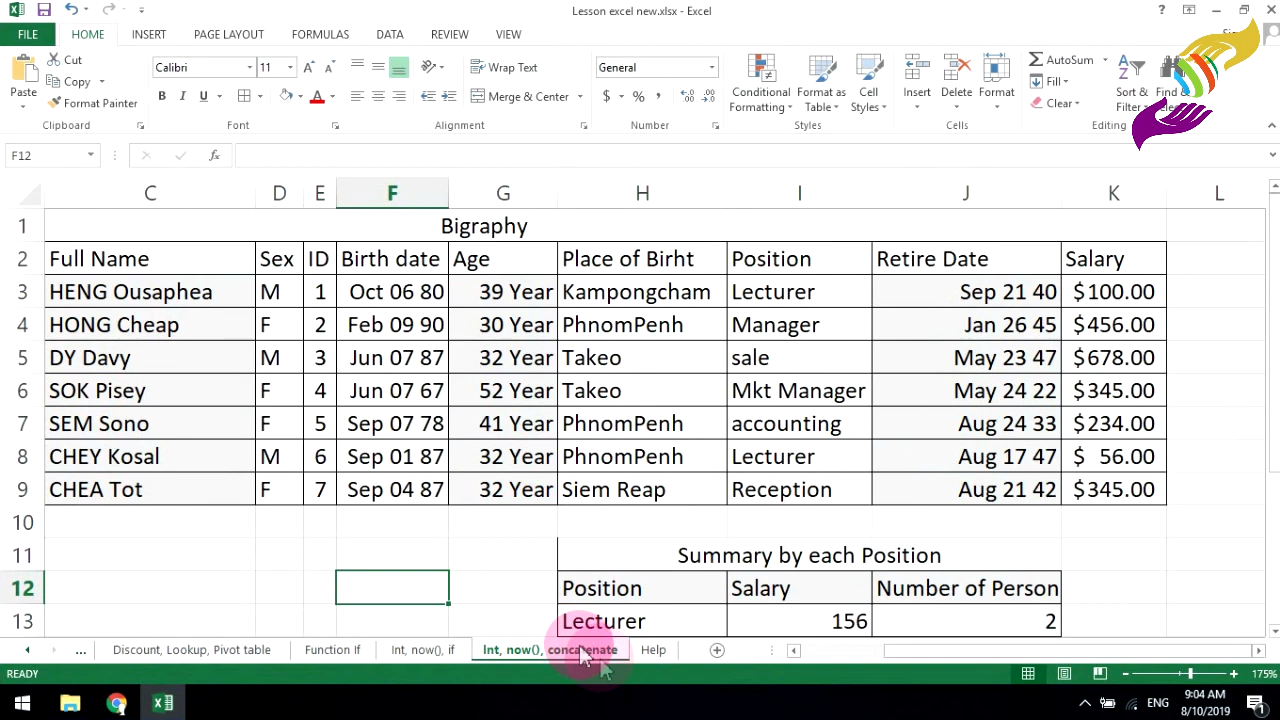 Lesson excel new.xlsx - Excel
FILE HOME INSERT PAGE LAYOUT FORMULAS DATA REVIEW VIEW
Paste Cut Copy Format Painter
Calibri 11
B I U A
Wrap Text
Merge & Center
General
$ % ,
Conditional Formatting Format as Table Cell Styles
Insert Delete Format
AutoSum Fill Clear
Sort & Filter Find &
Clipboard Font Alignment Number Styles Cells Editing
F12 fx
C D E F G H I J K L
1 Bigraphy
2 Full Name Sex ID Birth date Age Place of Birht Position Retire Date Salary
3 HENG Ousaphea M 1 Oct 06 80 39 Year Kampongcham Lecturer Sep 21 40 $100.00
4 HONG Cheap F 2 Feb 09 90 30 Year PhnomPenh Manager Jan 26 45 $456.00
5 DY Davy M 3 Jun 07 87 32 Year Takeo sale May 23 47 $678.00
6 SOK Pisey F 4 Jun 07 67 52 Year Takeo Mkt Manager May 24 22 $345.00
7 SEM Sono F 5 Sep 07 78 41 Year PhnomPenh accounting Aug 24 33 $234.00
8 CHEY Kosal M 6 Sep 01 87 32 Year PhnomPenh Lecturer Aug 17 47 $ 56.00
9 CHEA Tot F 7 Sep 04 87 32 Year Siem Reap Reception Aug 21 42 $345.00
10
11 Summary by each Position
12 Position Salary Number of Person
13 Lecturer 156 2
... Discount, Lookup, Pivot table Function If Int, now(), if Int, now(), concatenate Help
READY 175%
ENG 9:04 AM
8/10/2019